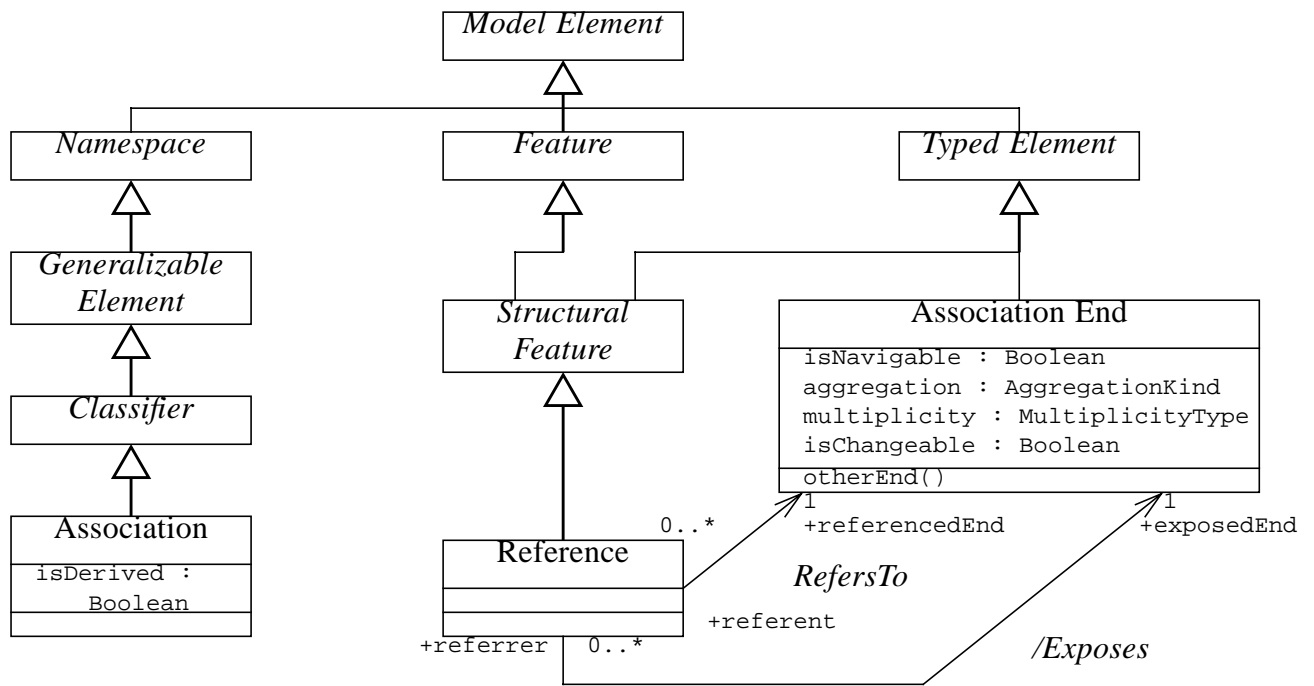 Model Element
Namespace
Feature
Typed Element
Generalizable
Element
Structural
Feature
Association End
isNavigable : Boolean
aggregation : AggregationKind
multiplicity : MultiplicityType
isChangeable : Boolean
otherEnd()
Classifier
Association
isDerived :
Boolean
Reference
0..*
1
+referencedEnd
1
+exposedEnd
RefersTo
+referent
+referrer
0..*
/Exposes